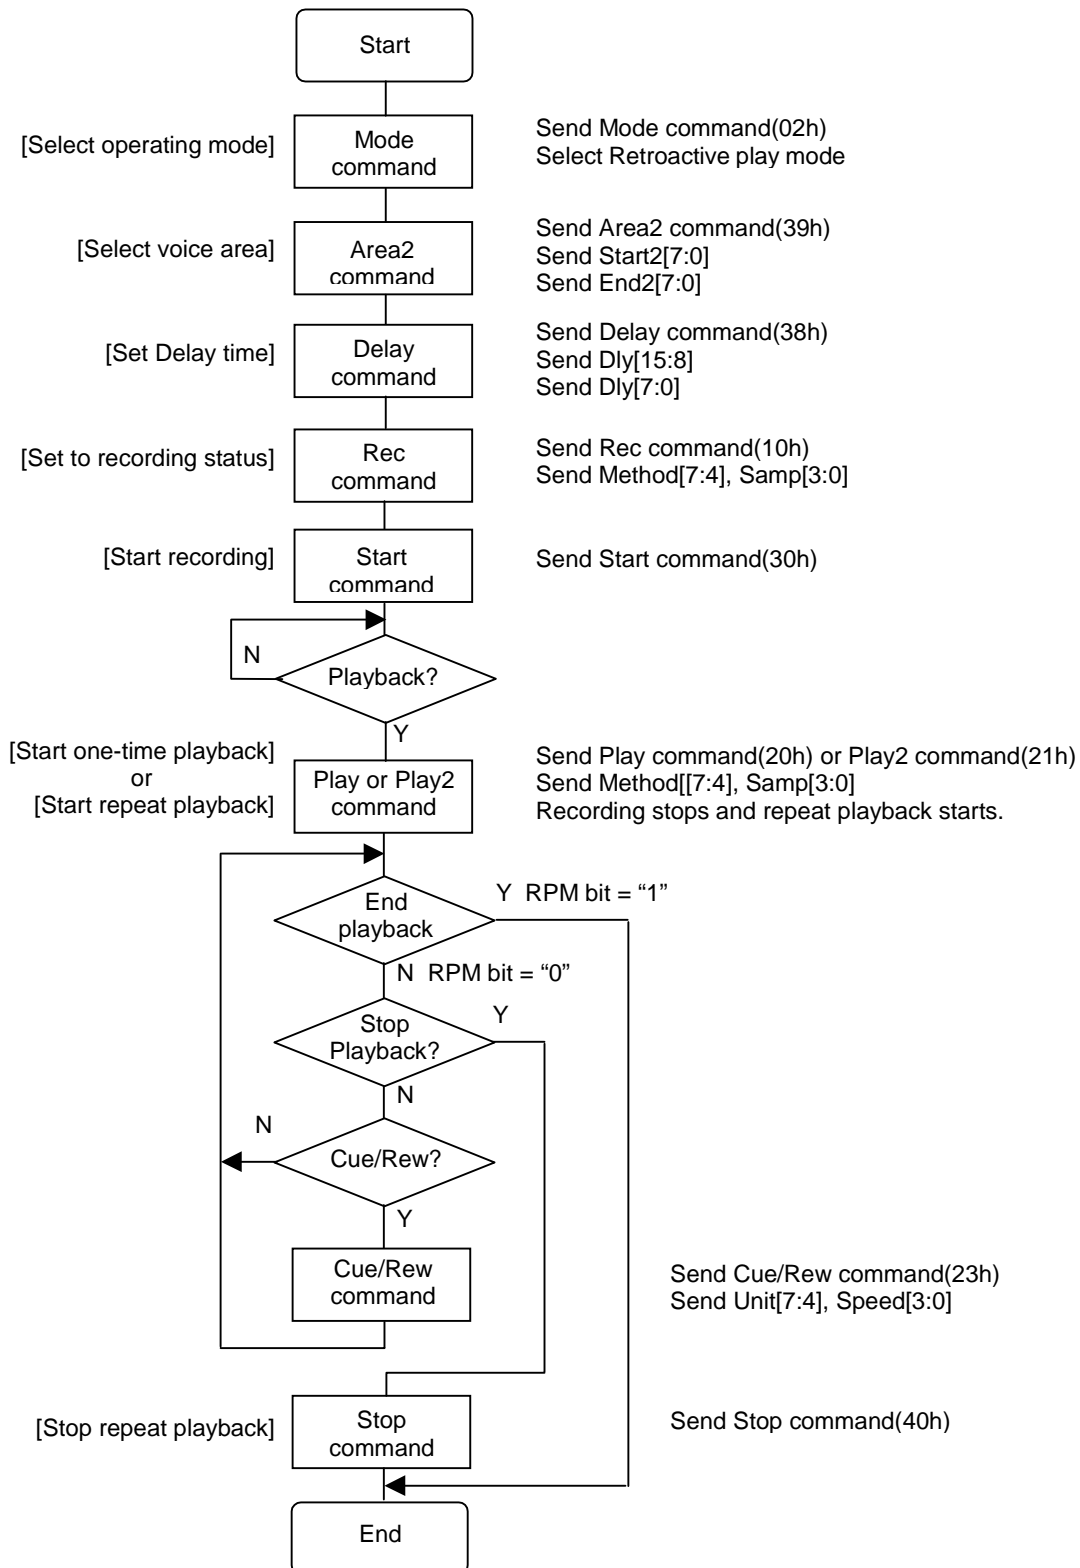 Start
[Select operating mode]
Mode
command
Send Mode command(02h)
Select Retroactive play mode
[Select voice area]
Area2
command
Send Area2 command(39h)
Send Start2[7:0]
Send End2[7:0]
[Set Delay time]
Delay
command
Send Delay command(38h)
Send Dly[15:8]
Send Dly[7:0]
[Set to recording status]
Rec
command
Send Rec command(10h)
Send Method[7:4], Samp[3:0]
[Start recording]
Start
command
Send Start command(30h)
N
Playback?
Y
[Start one-time playback]
or
[Start repeat playback]
Play or Play2
command
Send Play command(20h) or Play2 command(21h)
Send Method[[7:4], Samp[3:0]
Recording stops and repeat playback starts.
End
playback
Y RPM bit = “1”
N RPM bit = “0”
Stop
Playback?
Y
N
N
Cue/Rew?
Y
Cue/Rew
command
Send Cue/Rew command(23h)
Send Unit[7:4], Speed[3:0]
[Stop repeat playback]
Stop
command
Send Stop command(40h)
End